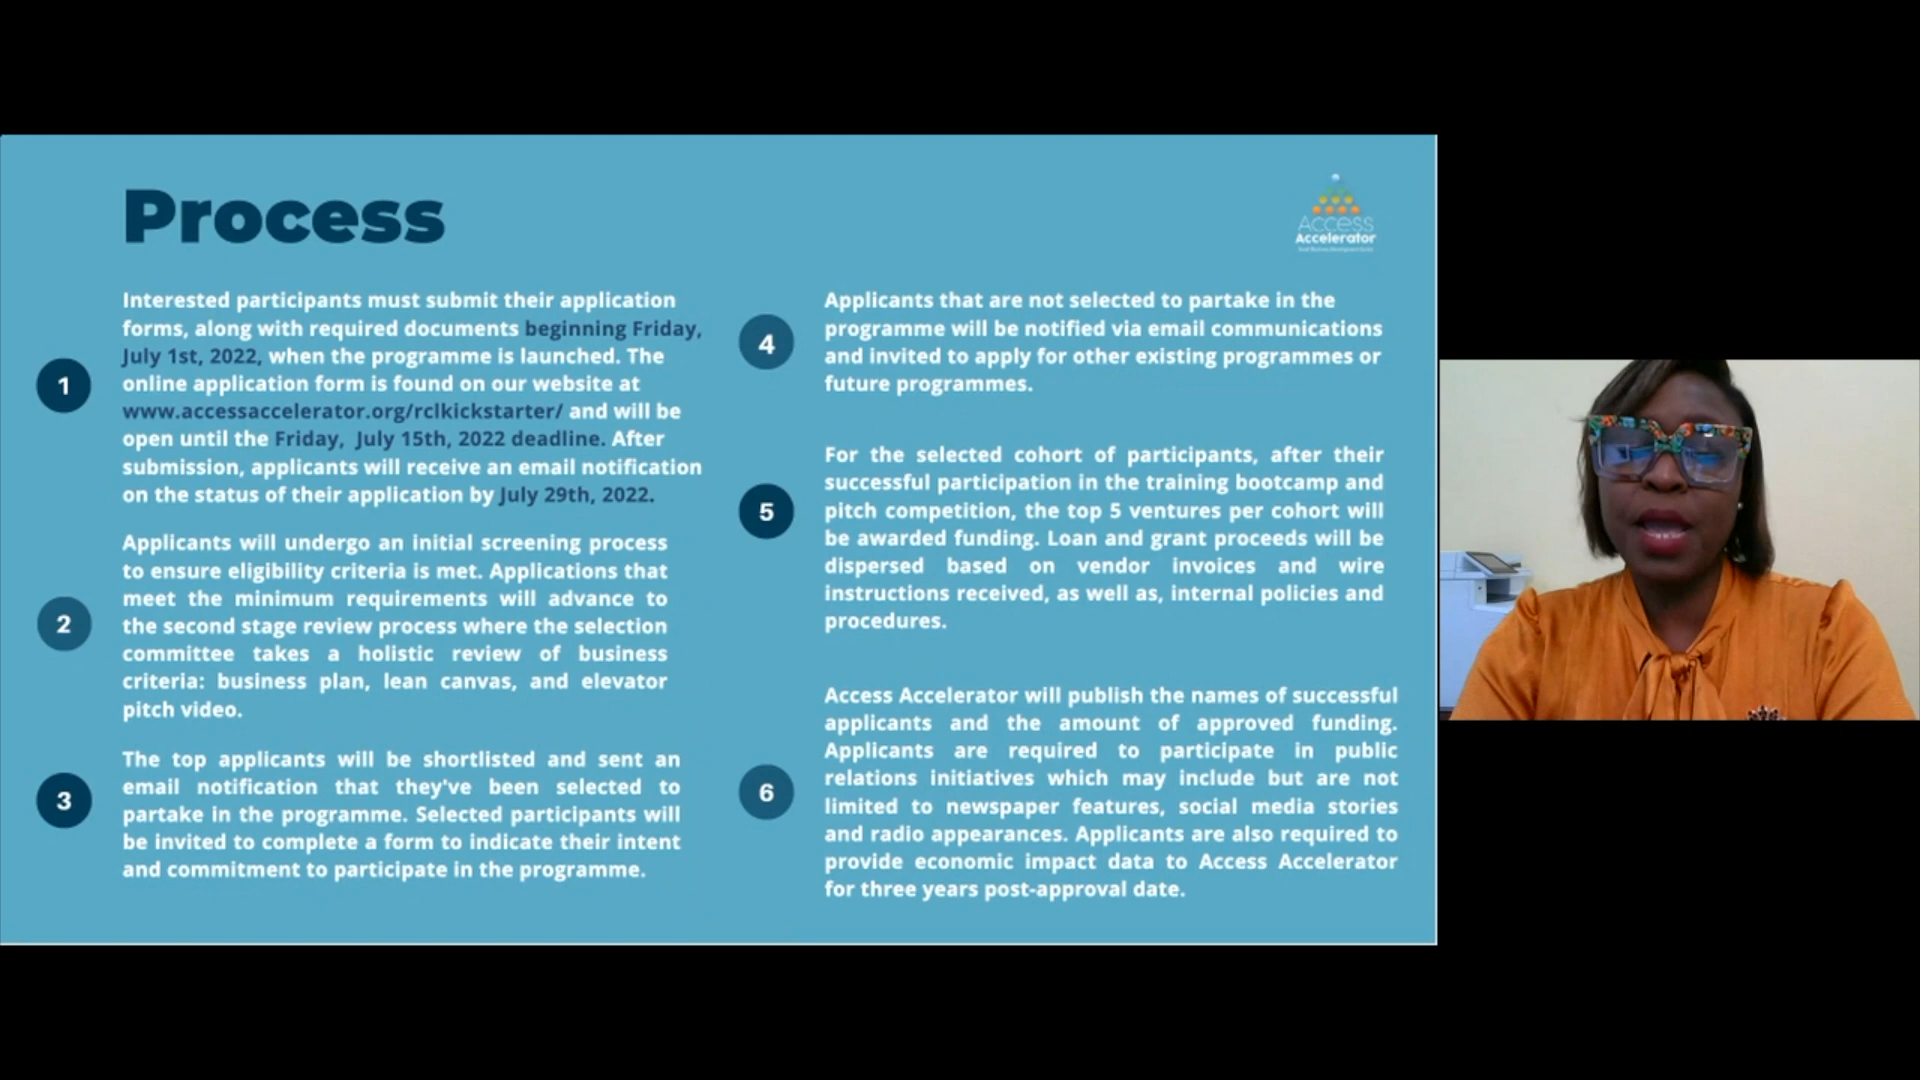 Process
Access
Accelerator
1
Interested participants must submit their application
forms, along with required documents beginning Friday,
July 1st, 2022, when the programme is launched. The
online application form is found on our website at
www.accessaccelerator.org/rclkickstarter/ and will be
open until the Friday, July 15th, 2022 deadline. After
submission, applicants will receive an email notification
on the status of their application by July 29th, 2022.
2
Applicants will undergo an initial screening process
to ensure eligibility criteria is met. Applications that
meet the minimum requirements will advance to
the second stage review process where the selection
committee takes a holistic review of business
criteria: business plan, lean canvas, and elevator
pitch video.
3
The top applicants will be shortlisted and sent an
email notification that they've been selected to
partake in the programme. Selected participants will
be invited to complete a form to indicate their intent
and commitment to participate in the programme.
4
Applicants that are not selected to partake in the
programme will be notified via email communications
and invited to apply for other existing programmes or
future programmes.
5
For the selected cohort of participants, after their
successful participation in the training bootcamp and
pitch competition, the top 5 ventures per cohort will
be awarded funding. Loan and grant proceeds will be
dispersed based on vendor invoices and wire
instructions received, as well as, internal policies and
procedures.
6
Access Accelerator will publish the names of successful
applicants and the amount of approved funding.
Applicants are required to participate in public
relations initiatives which may include but are not
limited to newspaper features, social media stories
and radio appearances. Applicants are also required to
provide economic impact data to Access Accelerator
for three years post-approval date.